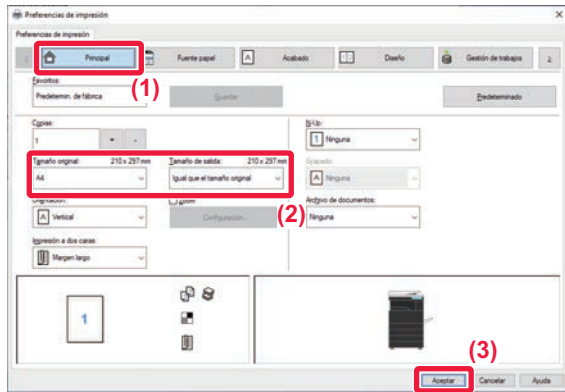 Preferencias de impresión
Preferencias de impresión
Principal
Fuente papel
Acabado
Diseño
Gestión de trabajos
(1)
Favoritos:
Predetermin. de fábrica
Guardar
Predeterminado
Copias:
1
+ -
N-Up:
1 Ninguna
Tamaño original: 210 x 297 mm
A4
Tamaño de salida: 210 x 297 mm
Igual que el tamaño original
Grapado:
A Ninguna
(2)
Orientación:
A Vertical
Zoom
Configuración...
Archivo de documentos:
Ninguna
Impresión a dos caras:
Margen largo
1
(3)
Aceptar
Cancelar
Ayuda